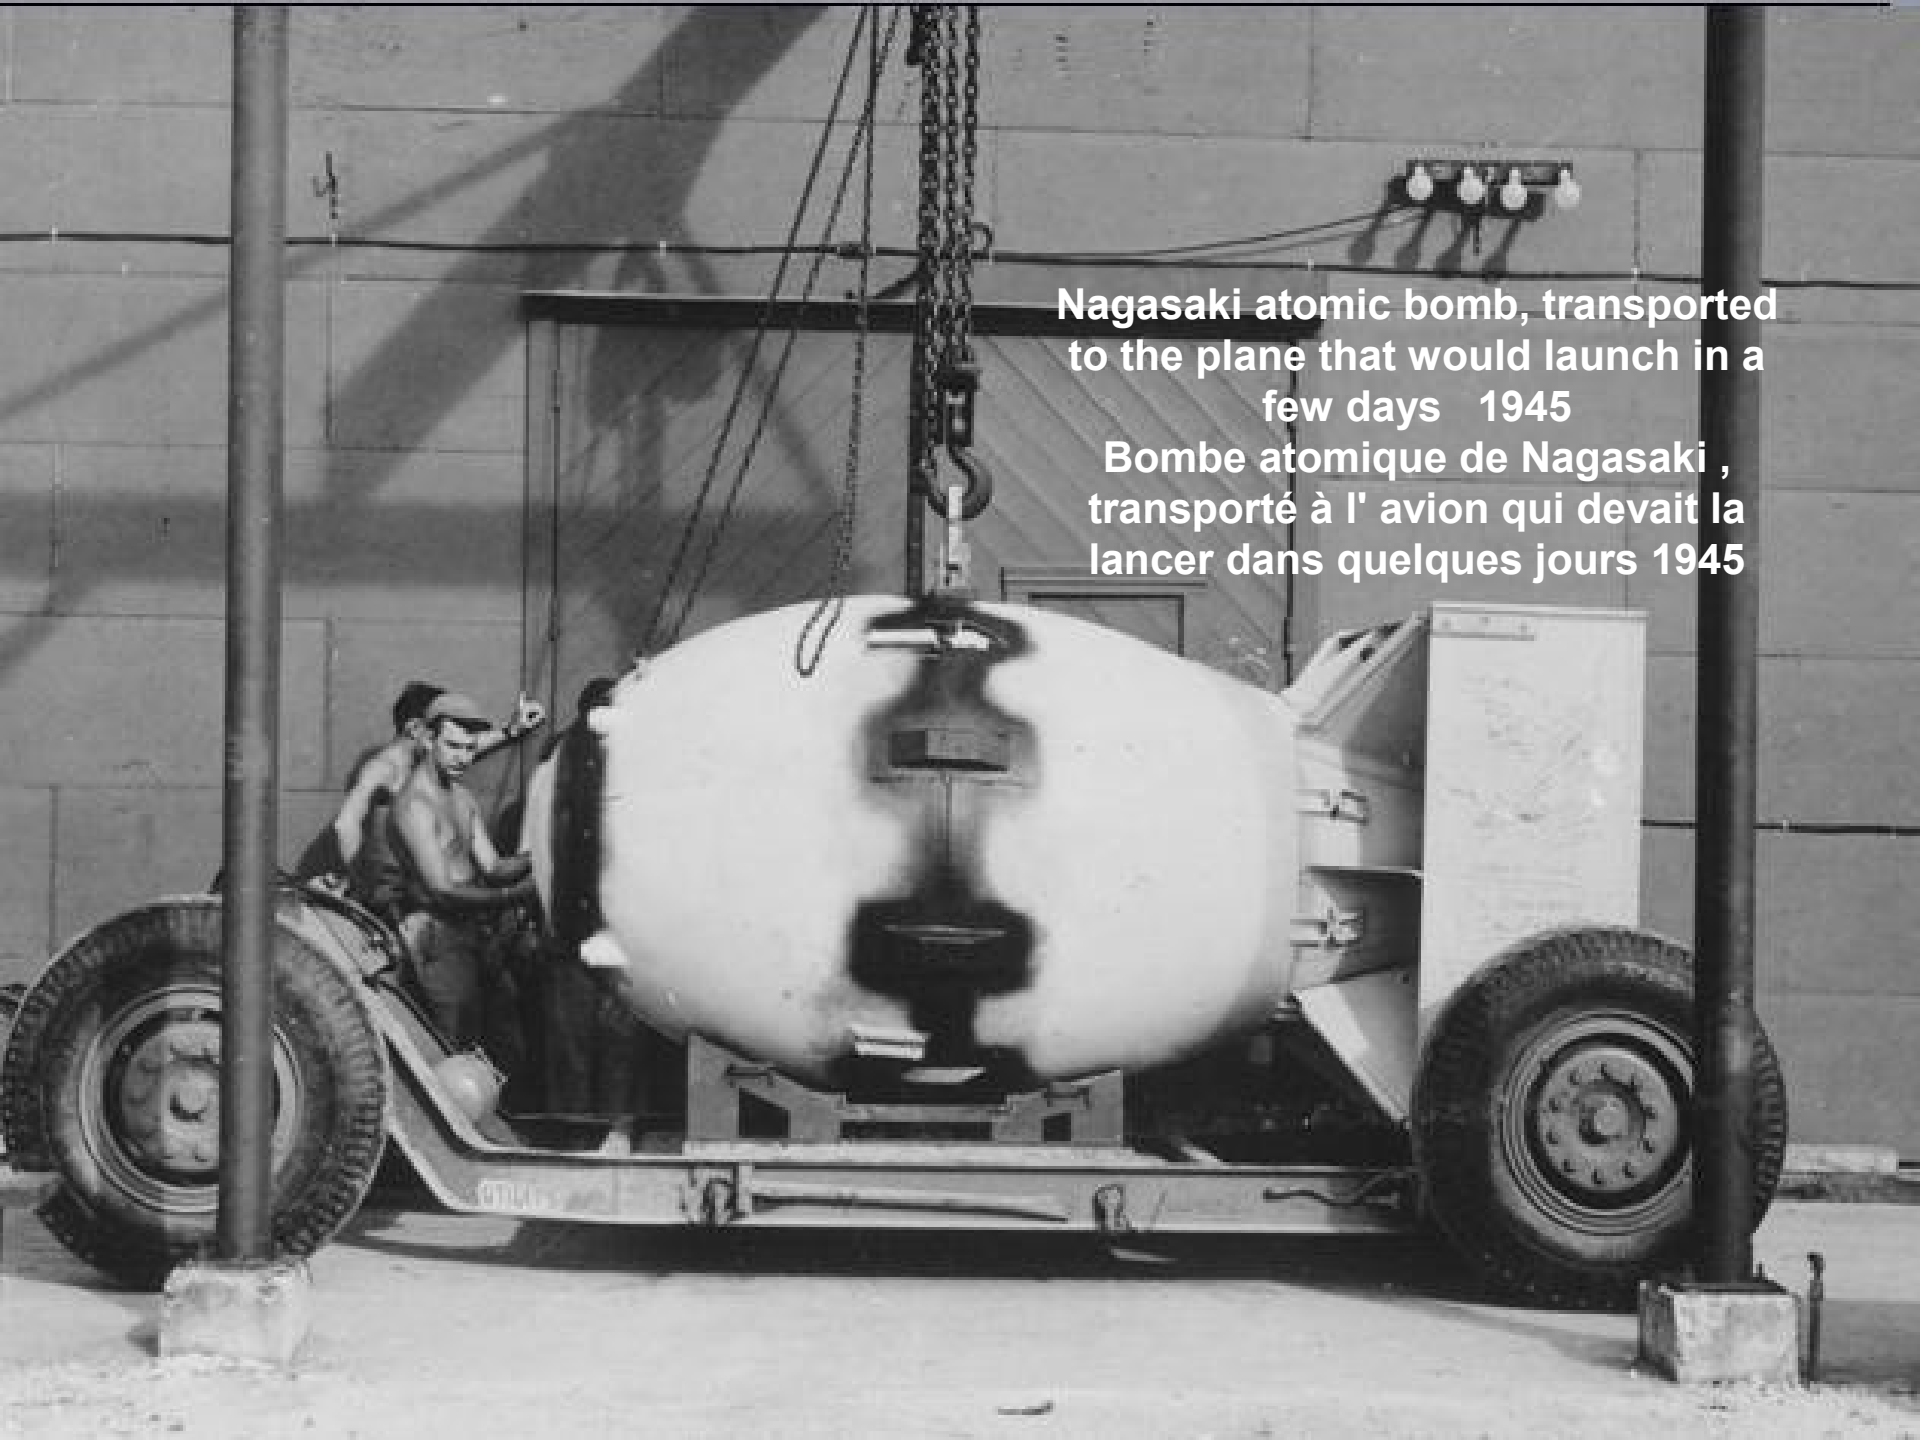 Nagasaki atomic bomb, transported
to the plane that would launch in a
few days 1945
Bombe atomique de Nagasaki ,
transporté à l' avion qui devait la
lancer dans quelques jours 1945